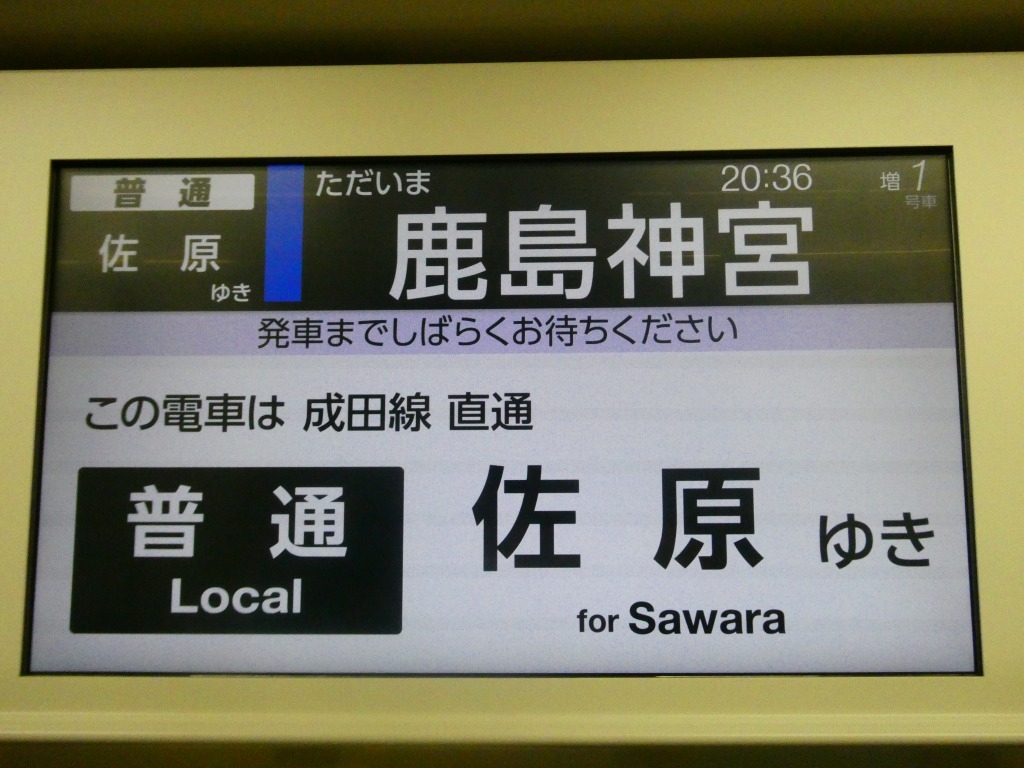 普 通
佐 原
ゆき
ただいま
鹿島神宮
20:36
増 1
号車
発車までしばらくお待ちください
この電車は 成田線 直通
普 通
Local
佐 原 ゆき
for Sawara